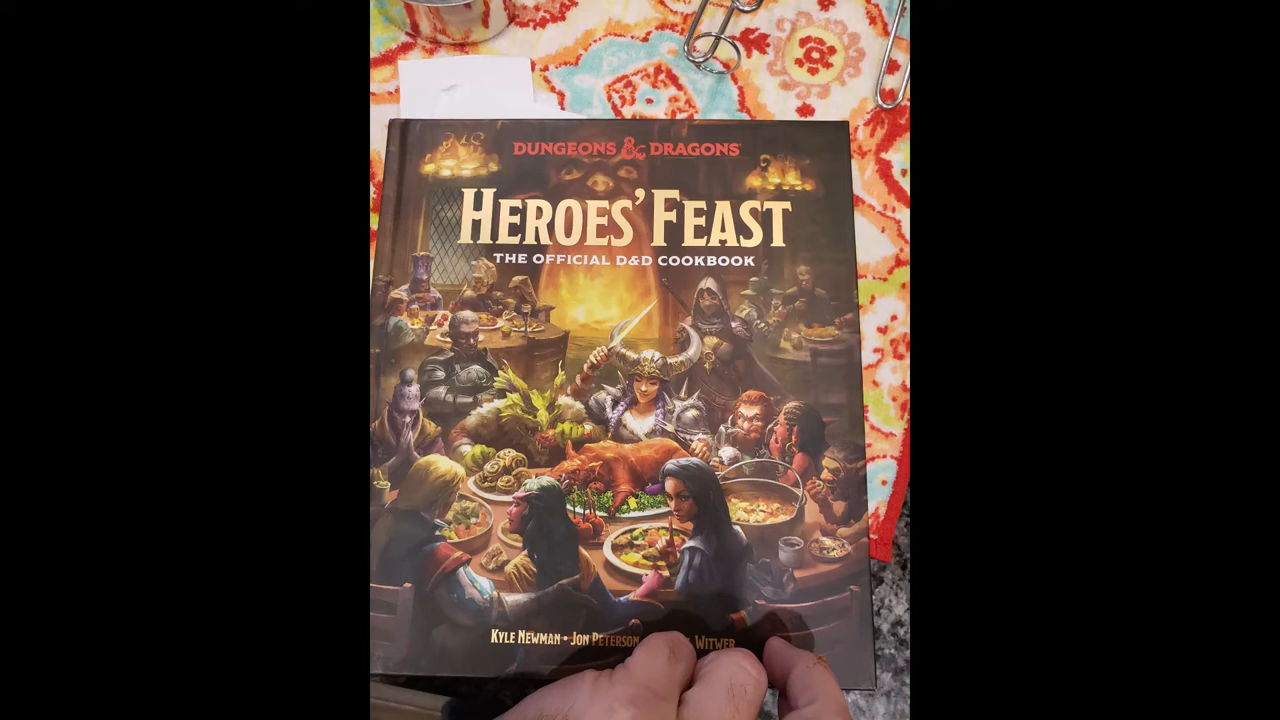 DUNGEONS & DRAGONS
HEROES' FEAST
THE OFFICIAL D&D COOKBOOK
KYLE NEWMAN • JON PETERSON WITWER